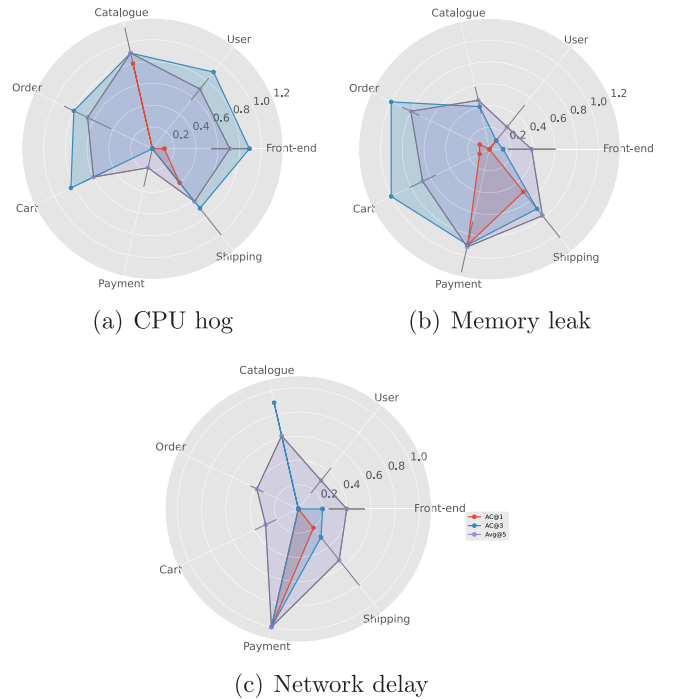 Catalogue
User
Order
1.2
1.0
0.8
0.6
0.4
0.2
Front-end
Cart
Shipping
Payment
(a) CPU hog
Catalogue
User
Order
1.2
1.0
0.8
0.6
0.4
0.2
Front-end
Cart
Shipping
Payment
(b) Memory leak
Catalogue
User
Order
1.0
0.8
0.6
0.4
0.2
Front-end
AC@1
AC@3
Avg@5
Cart
Shipping
Payment
(c) Network delay